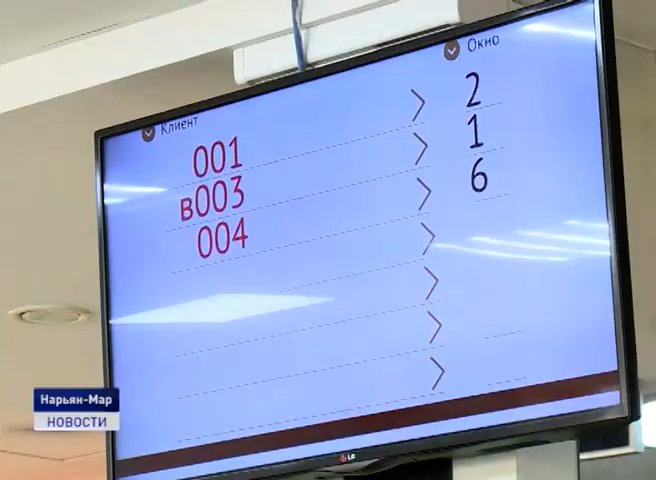 Клиент Окно
001 2
в003 1
004 6
LG
Нарьян-Мар
НОВОСТИ